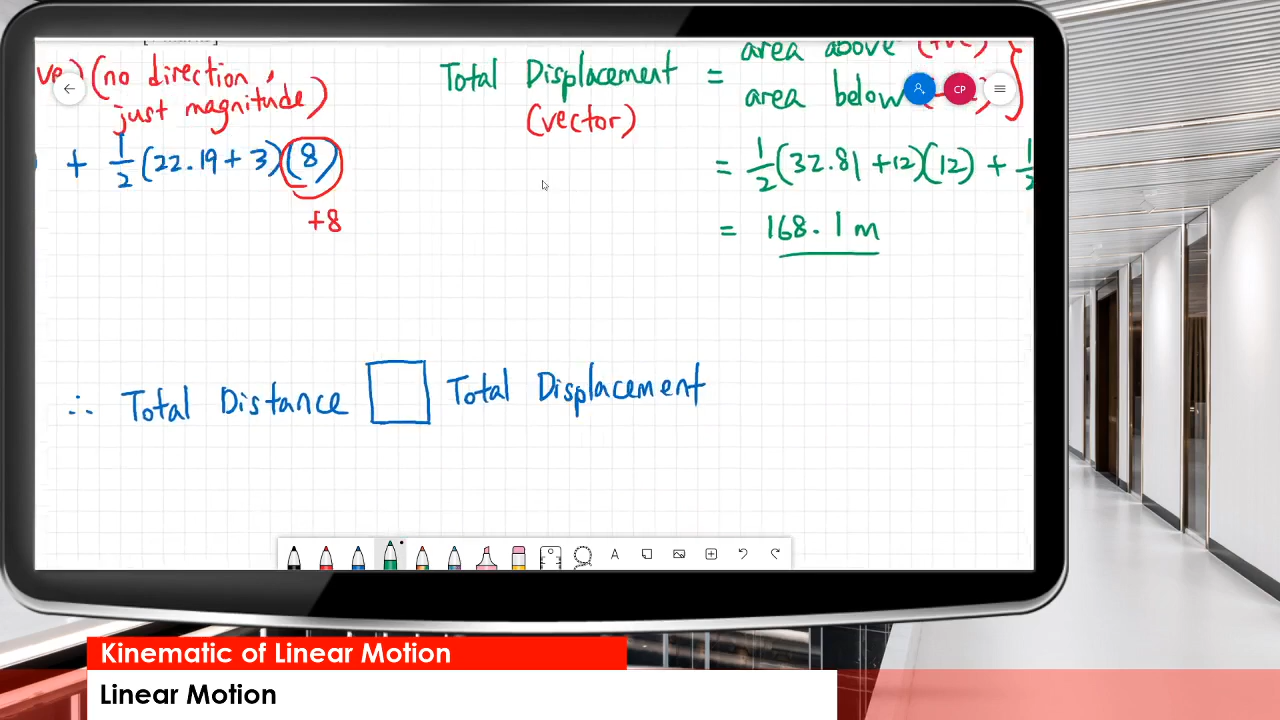 (no direction,
just magnitude)
+ 1/2 (22.19 + 3)(8)
+8
Total Displacement =
(vector)
area above (+ve)
area below
= 1/2 (32.81 + 12)(12) +
= 168.1 m
∴ Total Distance □ Total Displacement
CP
A
Kinematic of Linear Motion
Linear Motion